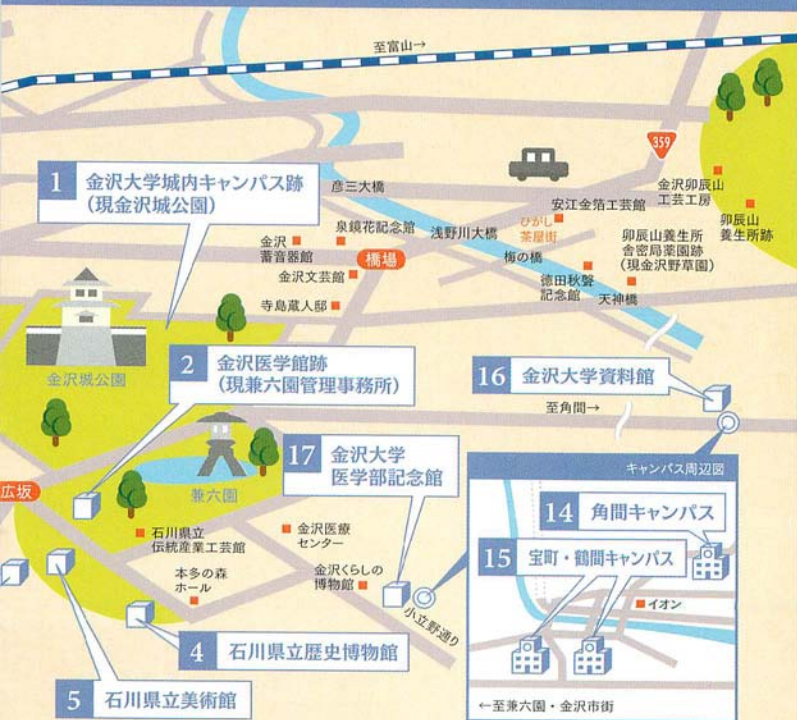 至富山→
359
1 金沢大学城内キャンパス跡
(現金沢城公園)
彦三大橋
泉鏡花記念館
金沢
蓄音器館
橋場
金沢文芸館
寺島蔵人邸
浅野川大橋
安江金箔工芸館
ひがし
茶屋街
梅の橋
徳田秋聲
記念館
金沢卯辰山
工芸工房
卯辰山
養生所跡
卯辰山養生所
舎密局薬園跡
(現金沢野草園)
天神橋
金沢城公園
2 金沢医学館跡
(現兼六園管理事務所)
16 金沢大学資料館
至角間→
兼六園
17 金沢大学
医学部記念館
広坂
石川県立
伝統産業工芸館
金沢医療
センター
本多の森
ホール
金沢くらしの
博物館
小立野通り
4 石川県立歴史博物館
5 石川県立美術館
キャンパス周辺図
14 角間キャンパス
15 宝町・鶴間キャンパス
イオン
←至兼六園・金沢市街